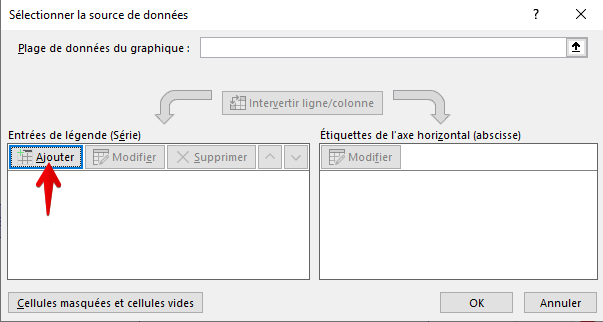 Sélectionner la source de données
?
Plage de données du graphique :
Intervertir ligne/colonne
Entrées de légende (Série)
Étiquettes de l'axe horizontal (abscisse)
Ajouter Modifier Supprimer
Modifier
Cellules masquées et cellules vides
OK Annuler